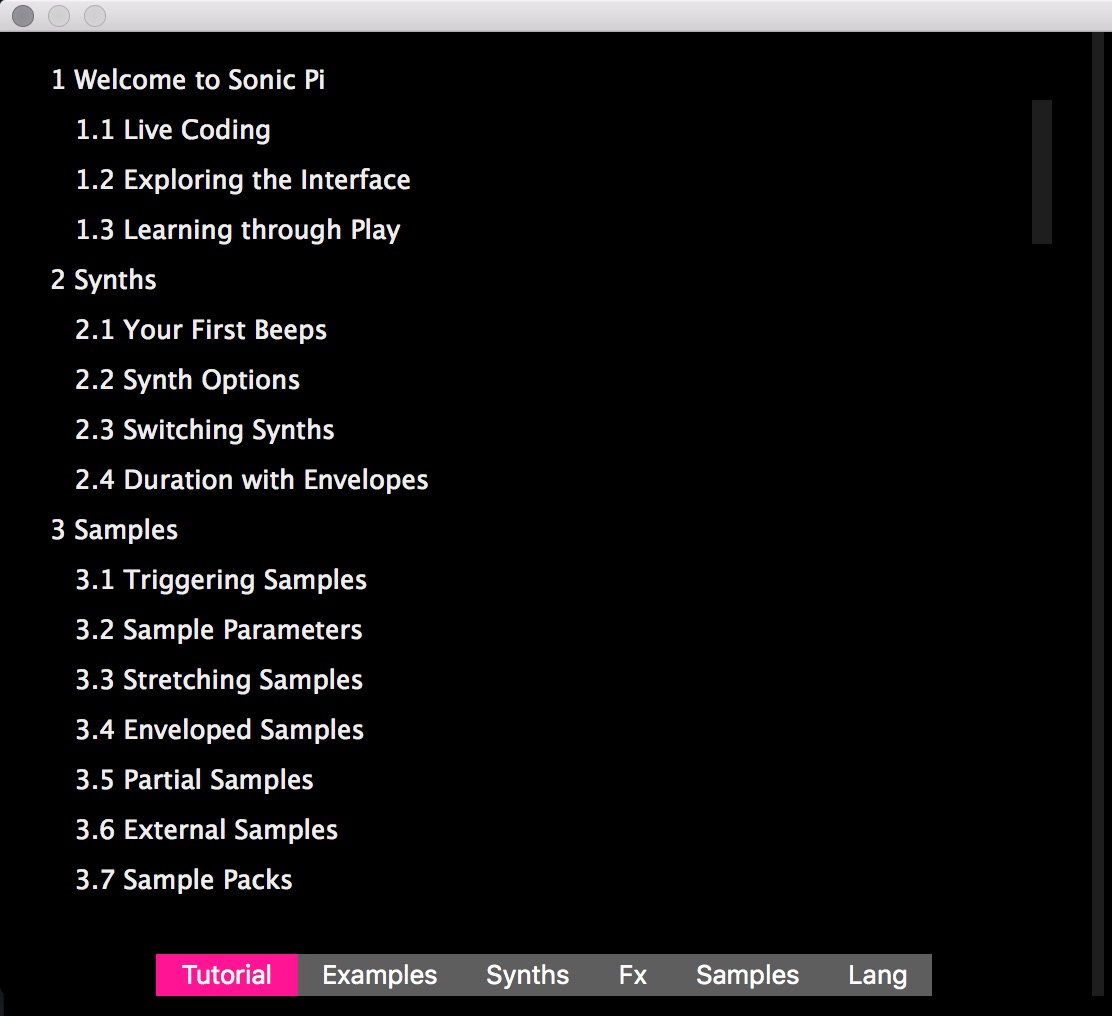 1 Welcome to Sonic Pi
1.1 Live Coding
1.2 Exploring the Interface
1.3 Learning through Play
2 Synths
2.1 Your First Beeps
2.2 Synth Options
2.3 Switching Synths
2.4 Duration with Envelopes
3 Samples
3.1 Triggering Samples
3.2 Sample Parameters
3.3 Stretching Samples
3.4 Enveloped Samples
3.5 Partial Samples
3.6 External Samples
3.7 Sample Packs
Tutorial Examples Synths Fx Samples Lang